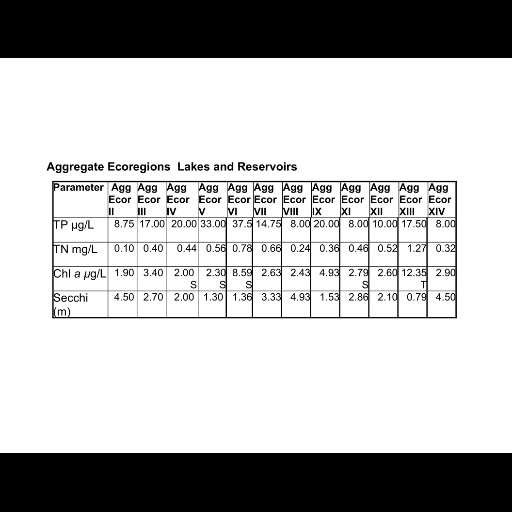 Aggregate Ecoregions Lakes and Reservoirs
Parameter Agg Ecor II Agg Ecor III Agg Ecor IV Agg Ecor V Agg Ecor VI Agg Ecor VII Agg Ecor VIII Agg Ecor IX Agg Ecor XI Agg Ecor XII Agg Ecor XIII Agg Ecor XIV
TP µg/L 8.75 17.00 20.00 33.00 37.5 14.75 8.00 20.00 8.00 10.00 17.50 8.00
TN mg/L 0.10 0.40 0.44 0.56 0.78 0.66 0.24 0.36 0.46 0.52 1.27 0.32
Chl a µg/L 1.90 3.40 2.00 S 2.30 S 8.59 S 2.63 2.43 4.93 2.79 S 2.60 12.35 T 2.90
Secchi (m) 4.50 2.70 2.00 1.30 1.36 3.33 4.93 1.53 2.86 2.10 0.79 4.50